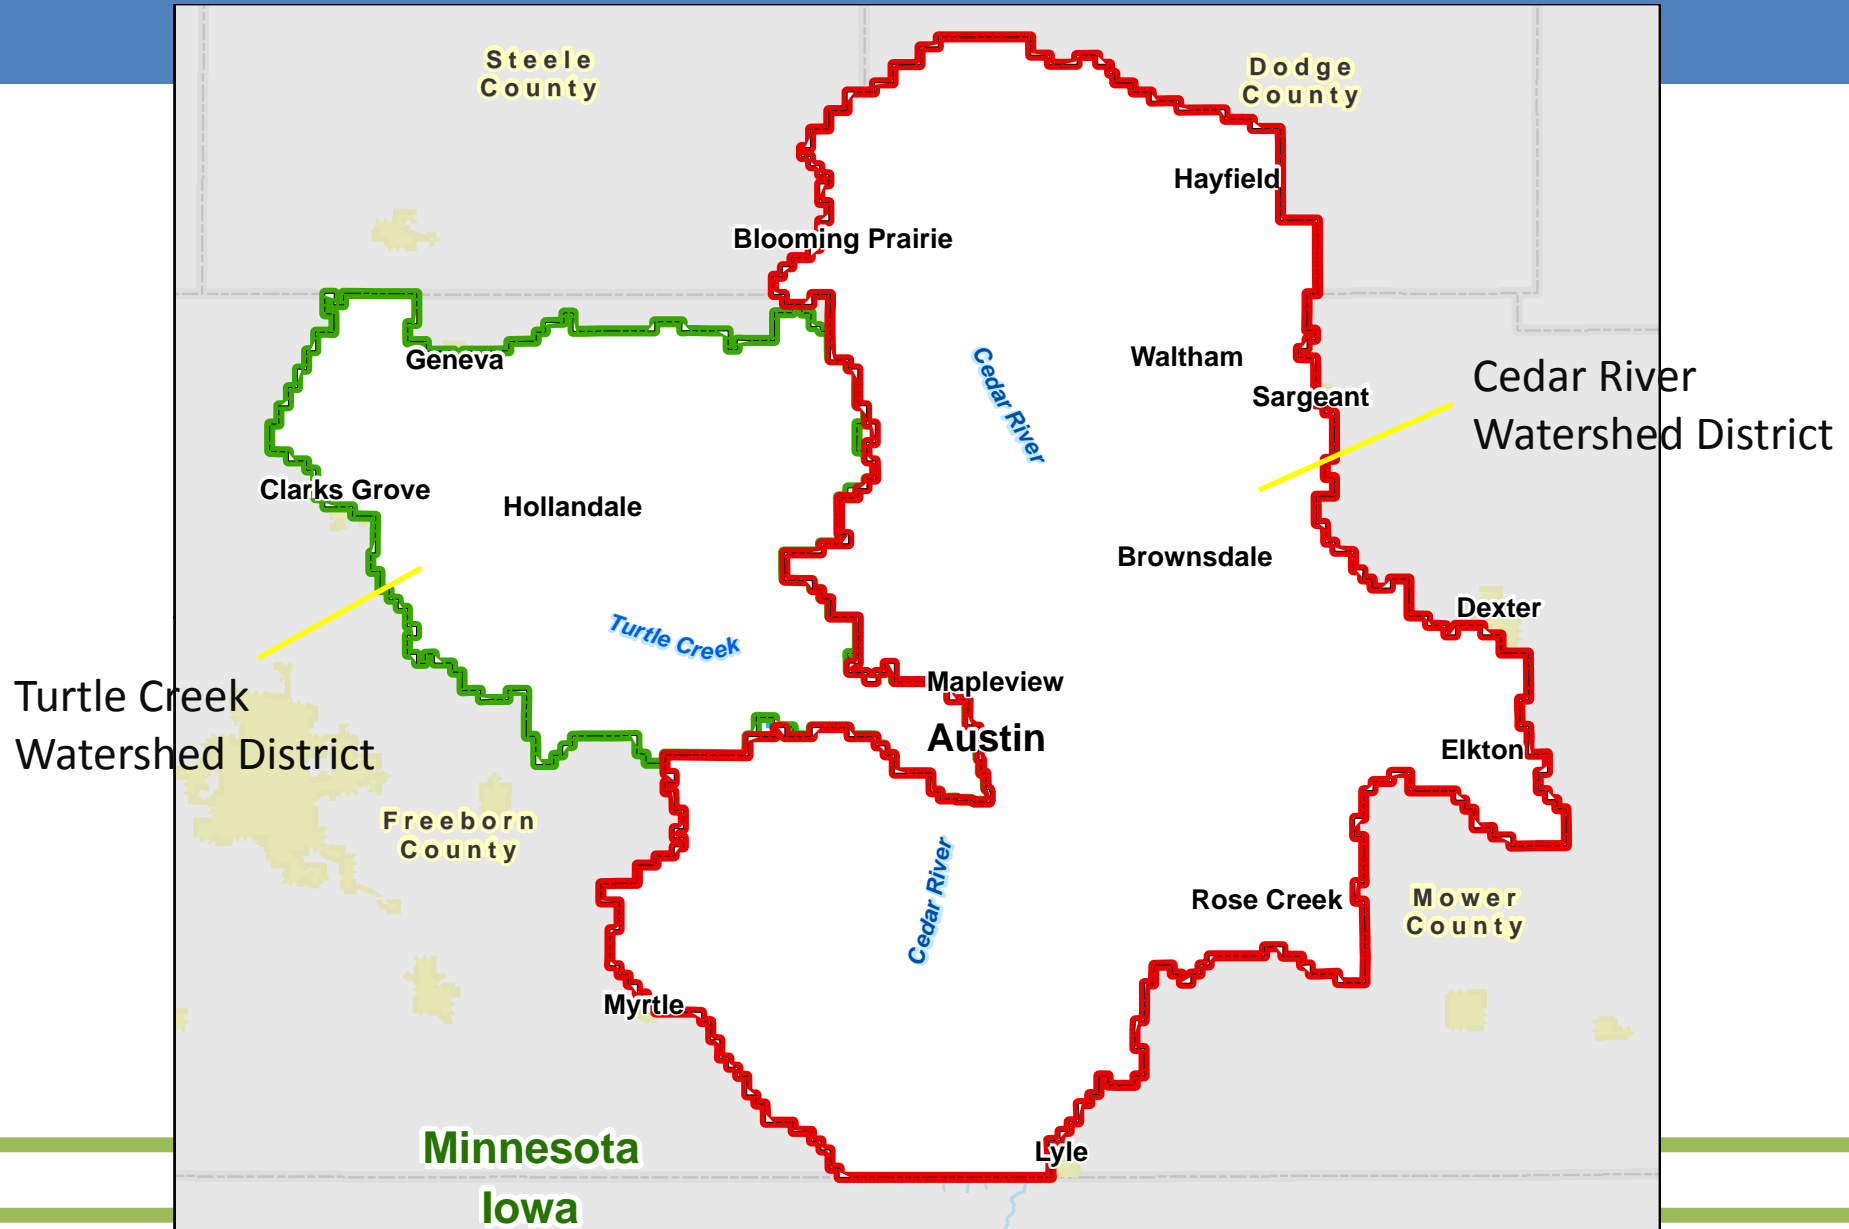 Steele
County
Dodge
County
Hayfield
Blooming Prairie
Geneva
Cedar River
Waltham
Sargeant
Cedar River
Watershed District
Clarks Grove
Hollandale
Brownsdale
Dexter
Turtle Creek
Mapleview
Austin
Turtle Creek
Watershed District
Elkton
Freeborn
County
Cedar River
Rose Creek
Mower
County
Myrtle
Lyle
Minnesota
Iowa